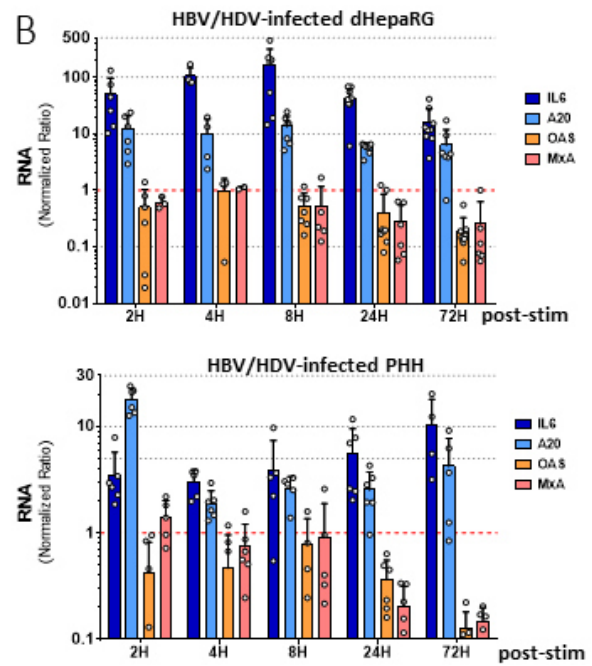 B
HBV/HDV-infected dHepaRG
500
100
10
1
0.1
0.01
RNA
(Normalized Ratio)
IL6
A20
OAS
MxA
2H 4H 8H 24H 72H post-stim
HBV/HDV-infected PHH
30
10
1
0.1
RNA
(Normalized Ratio)
IL6
A20
OAS
MxA
2H 4H 8H 24H 72H post-stim